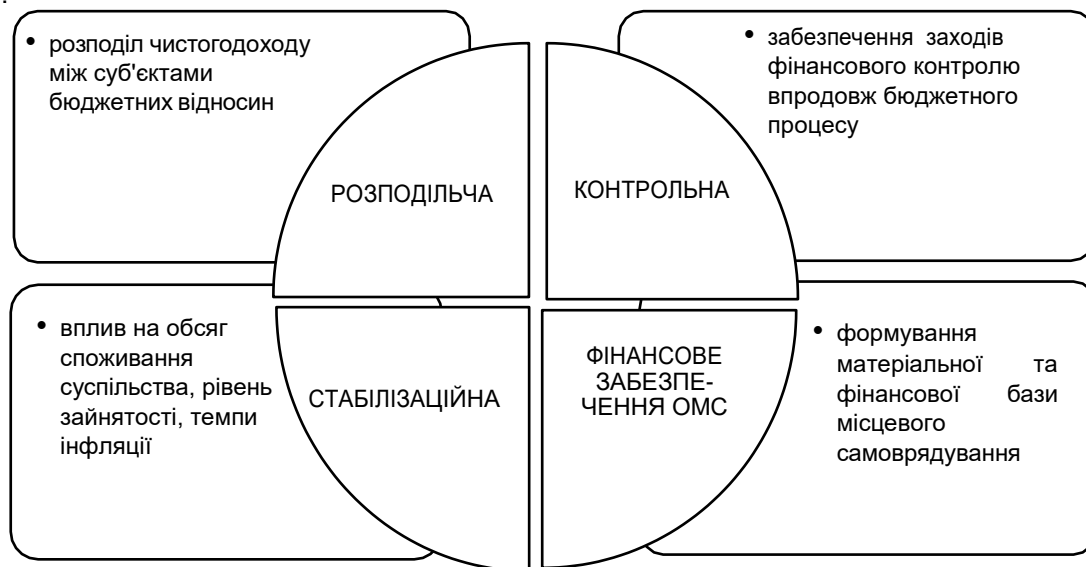 .
• розподіл чистогодоходу
між суб'єктами
бюджетних відносин
РОЗПОДІЛЬЧА
• забезпечення заходів
фінансового контролю
впродовж бюджетного
процесу
КОНТРОЛЬНА
• вплив на обсяг
споживання
суспільства, рівень
зайнятості, темпи
інфляції
СТАБІЛІЗАЦІЙНА
ФІНАНСОВЕ
ЗАБЕЗПЕ-
ЧЕННЯ ОМС
• формування
матеріальної та
фінансової бази
місцевого
самоврядування